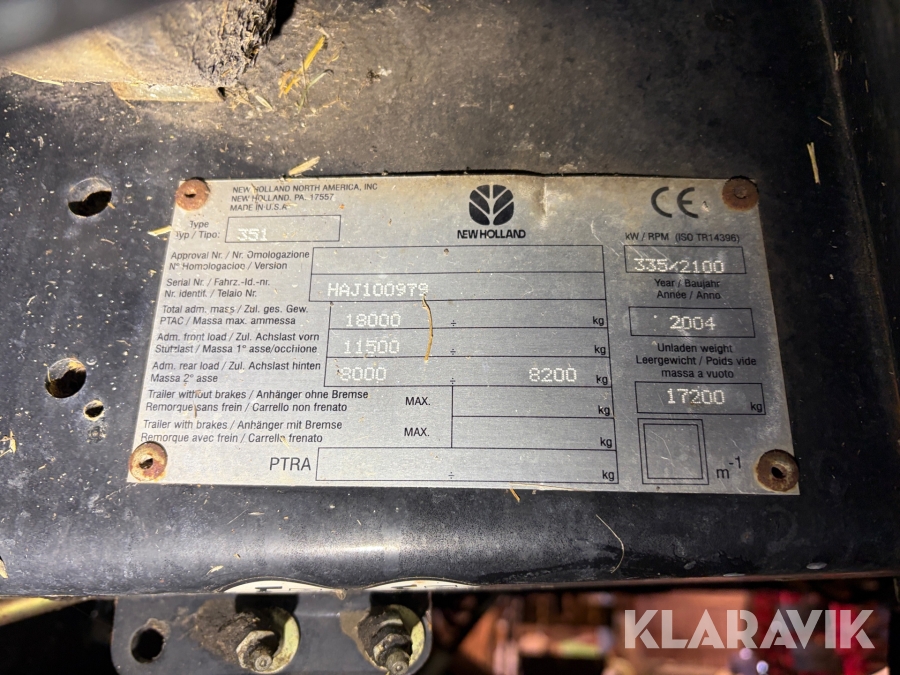 NEW HOLLAND NORTH AMERICA, INC
NEW HOLLAND, PA, 17557
MADE IN U.S.A.
Type
Typ / Tipo:
351
NEW HOLLAND
CE
kW / RPM (ISO TR14396)
335/2100
Approval Nr / Nr. Omologazione
N° Homologacioe / Version
Serial Nr / Fahrz.-Id.-nr.
Nr. identif. / Telaio Nr.
HAJ100979
Year / Baujahr
Année / Anno
2004
Total adm. mass / Zul. ges. Gew.
PTAC / Massa max. ammessa
18000 ÷ kg
Adm. front load / Zul. Achslast vorn
Stutzlast / Massa 1° asse/occhione
11500 ÷ kg
Adm. rear load / Zul. Achslast hinten
Massa 2° asse
8000 ÷ 8200 kg
Unladen weight
Leergewicht / Poids vide
massa a vuoto
17200 kg
Trailer without brakes / Anhänger ohne Bremse
Remorque sans frein / Carrello non frenato
MAX. kg
Trailer with brakes / Anhänger mit Bremse
Remorque avec frein / Carrello frenato
MAX. kg
PTRA ÷ kg
m-1
KLARAVIK